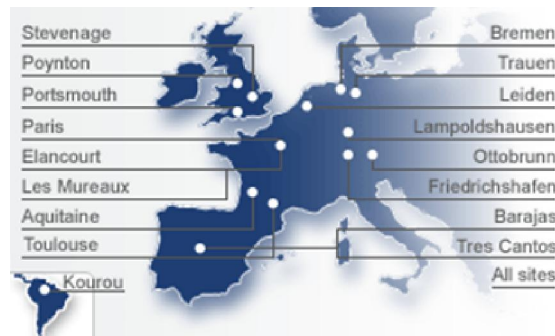 Stevenage
Poynton
Portsmouth
Paris
Elancourt
Les Mureaux
Aquitaine
Toulouse
Kourou
Bremen
Trauen
Leiden
Lampoldshausen
Ottobrunn
Friedrichshafen
Barajas
Tres Cantos
All sites